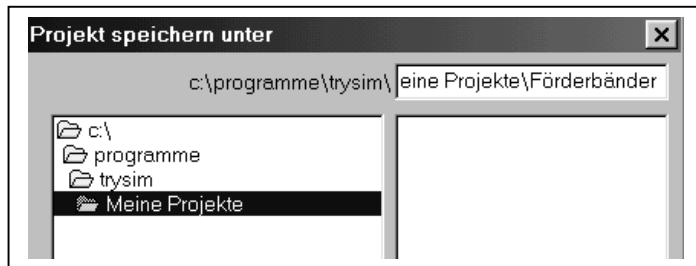 Projekt speichern unter
c:\programme\trysim\ eine Projekte\Förderbänder
c:\
programme
trysim
Meine Projekte